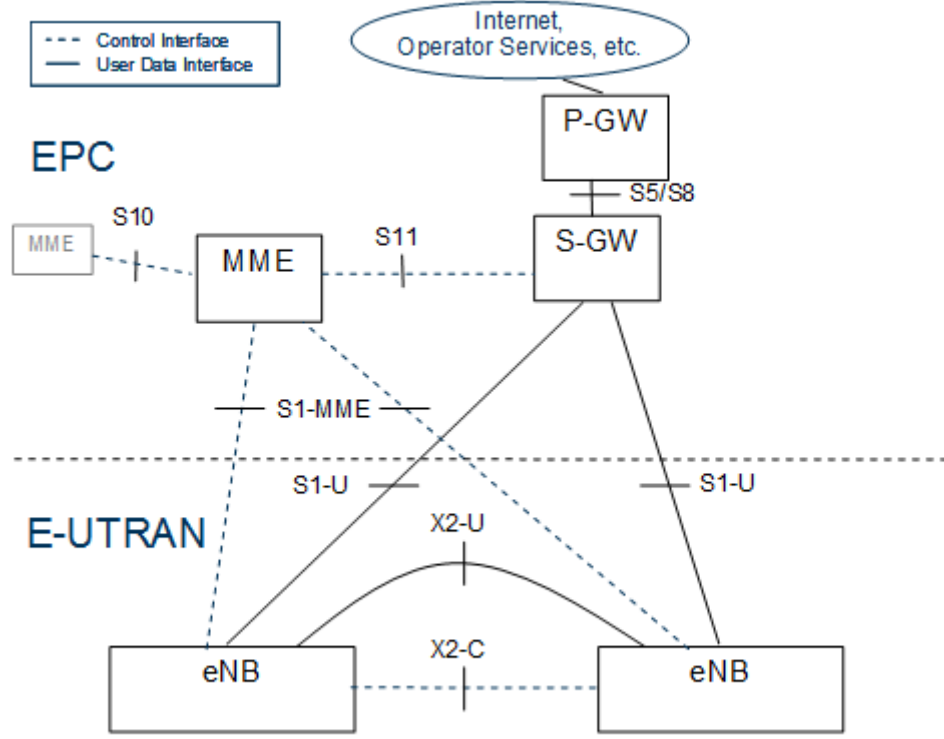 Control Interface
User Data Interface
Internet,
Operator Services, etc.
P-GW
EPC
S5/S8
S10
MME
MME
S11
S-GW
S1-MME
S1-U
S1-U
E-UTRAN
X2-U
X2-C
eNB
eNB